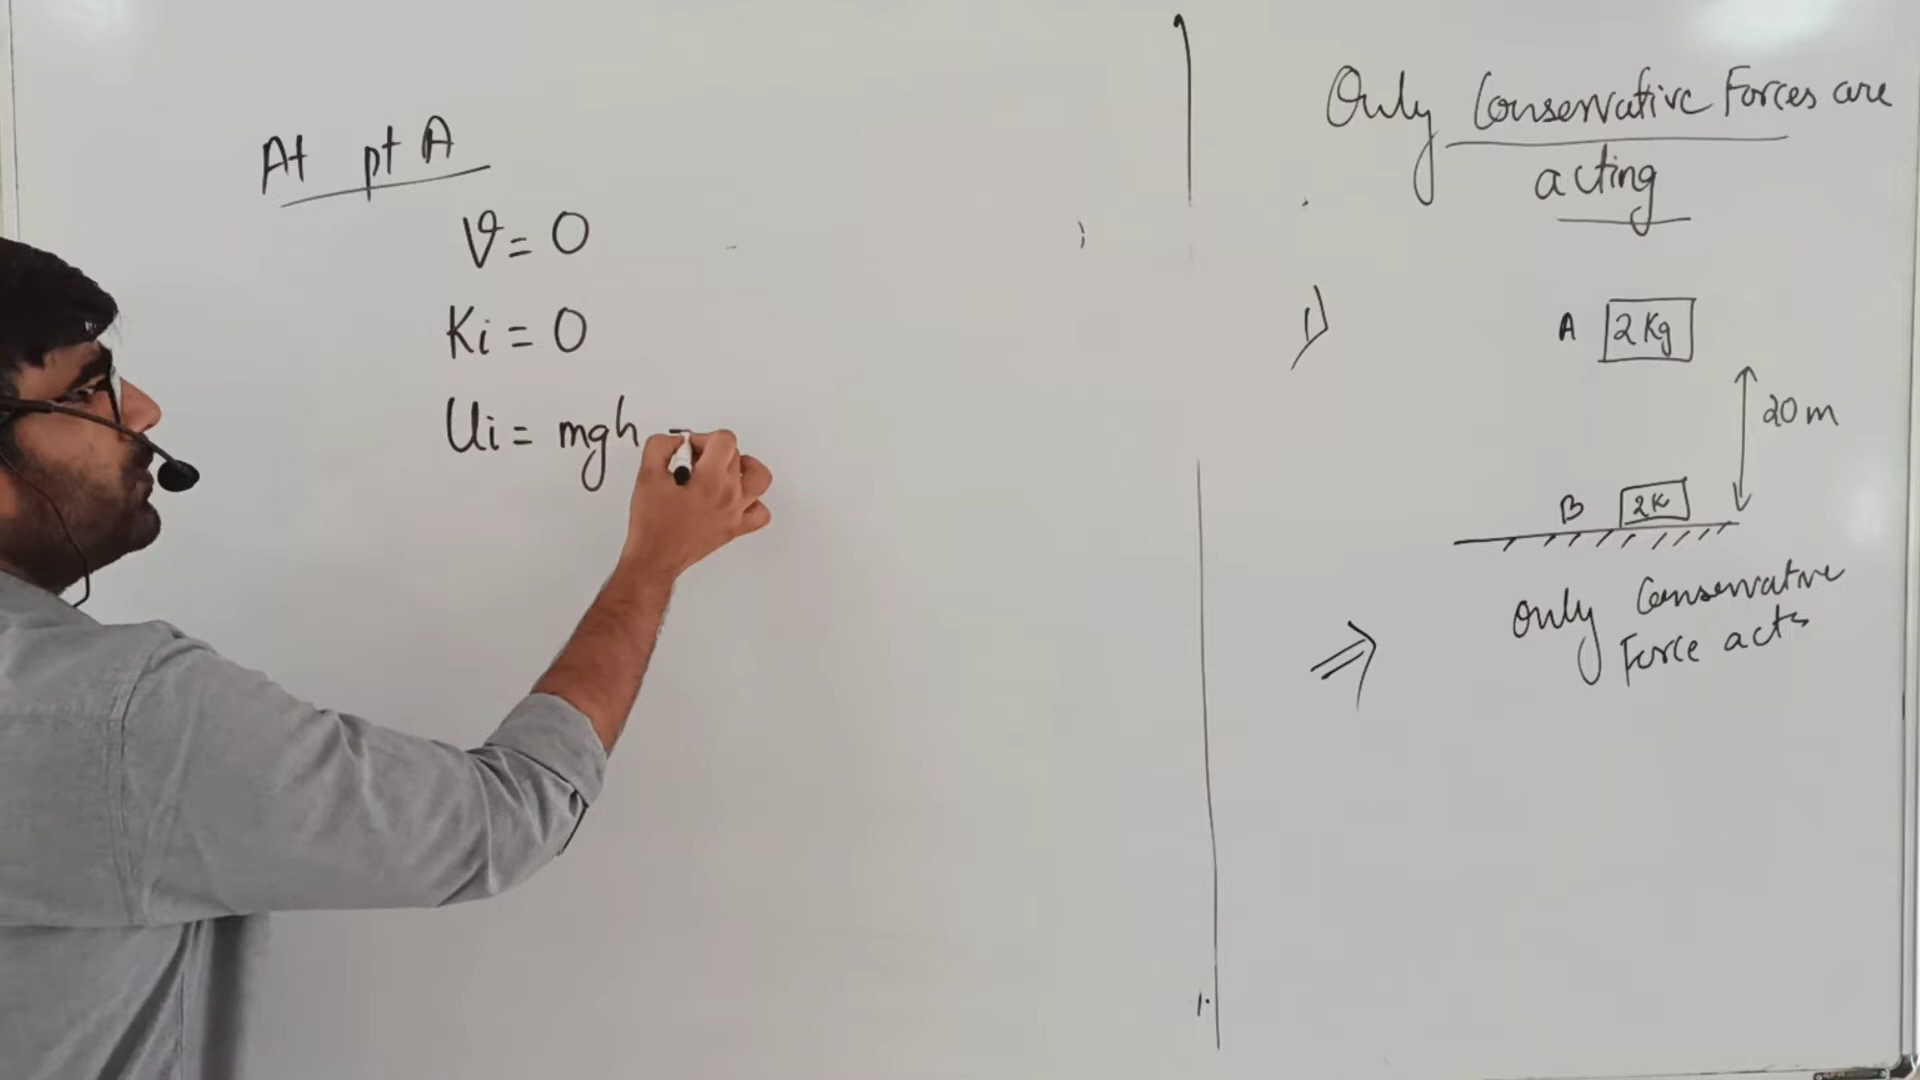 At pt A
V = 0
Ki = 0
Ui = mgh =
Only Conservative Forces are
acting
1)
A 2 Kg
20 m
B 2K
Only Conservative
Force acts